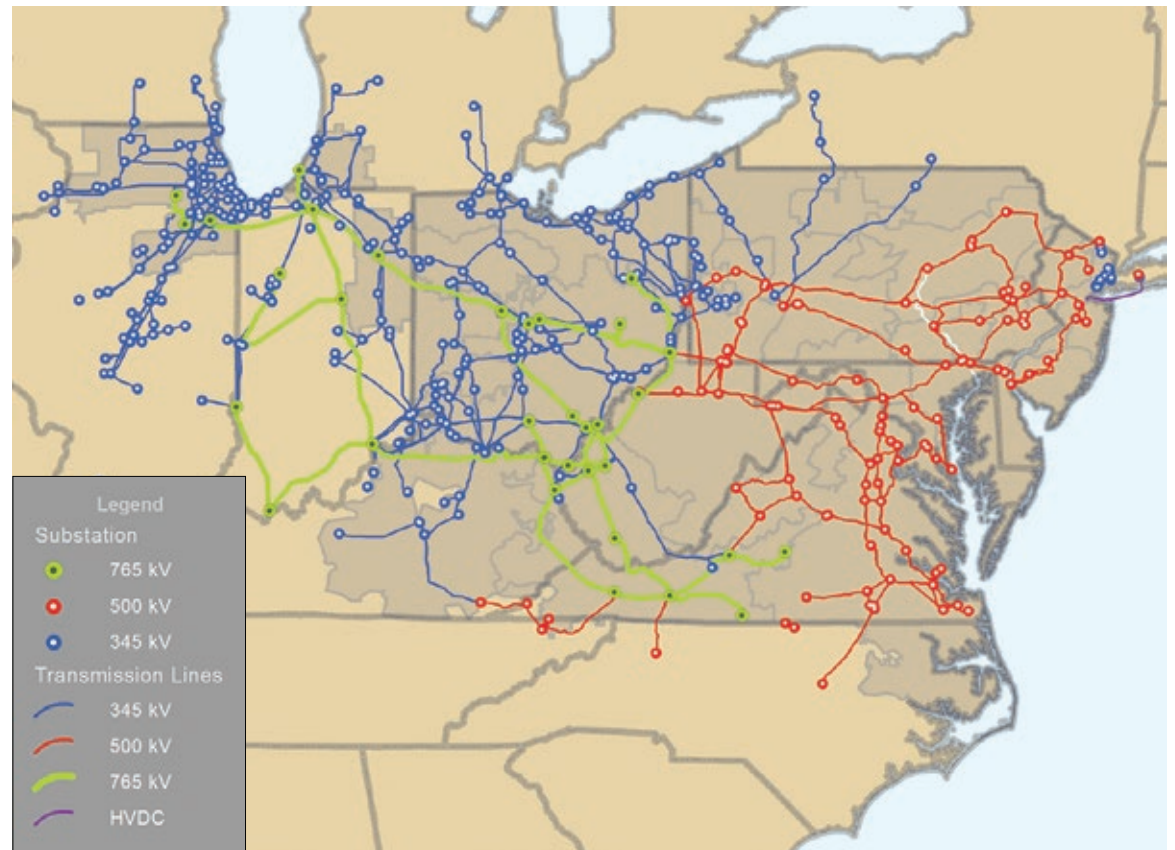 Legend
Substation
765 kV
500 kV
345 kV
Transmission Lines
345 kV
500 kV
765 kV
HVDC